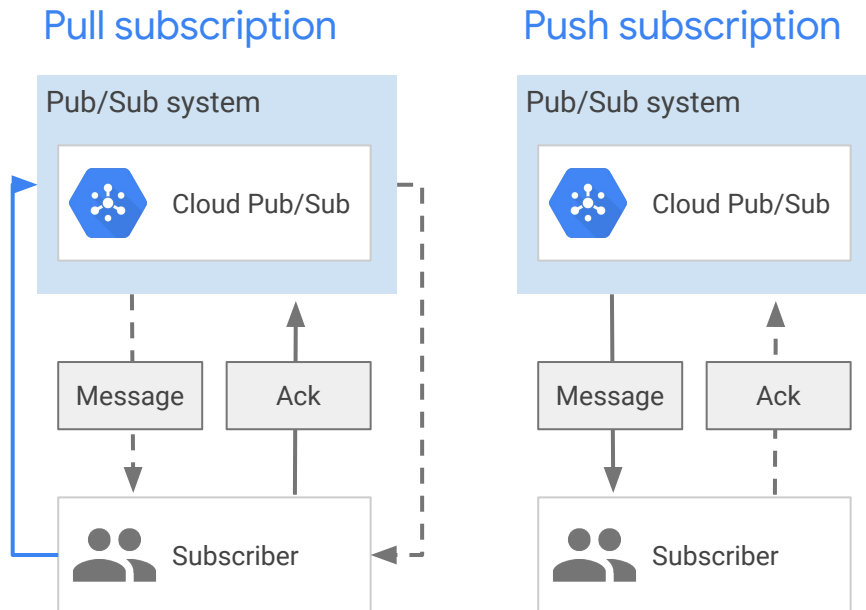 Pull subscription
Pub/Sub system
Cloud Pub/Sub
Message
Ack
Subscriber
Push subscription
Pub/Sub system
Cloud Pub/Sub
Message
Ack
Subscriber